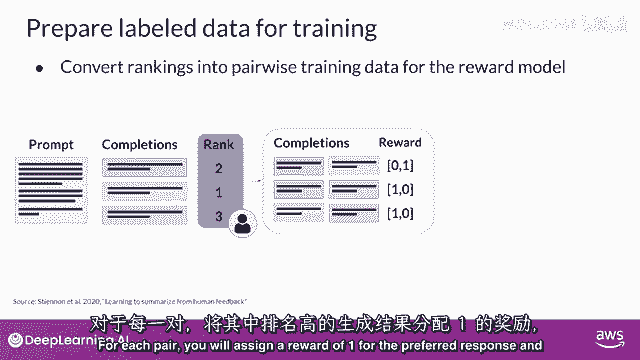 Prepare labeled data for training
● Convert rankings into pairwise training data for the reward model
Prompt Completions Rank Completions Reward
2 [0,1]
1 [1,0]
3 [1,0]
Source: Stiennon et al. 2020, "Learning to summarize from human feedback"
对于每一对，将其中排名高的生成结果分配 1 的奖励，
For each pair, you will assign a reward of 1 for the preferred response and
DeepLearning.AI
aws